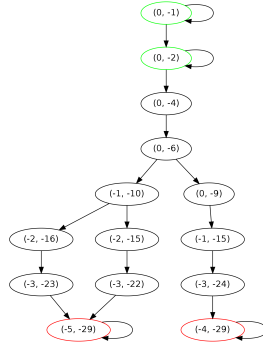 (0, -1)
(0, -2)
(0, -4)
(0, -6)
(-1, -10) (0, -9)
(-2, -16) (-2, -15) (-1, -15)
(-3, -23) (-3, -22) (-3, -24)
(-5, -29) (-4, -29)